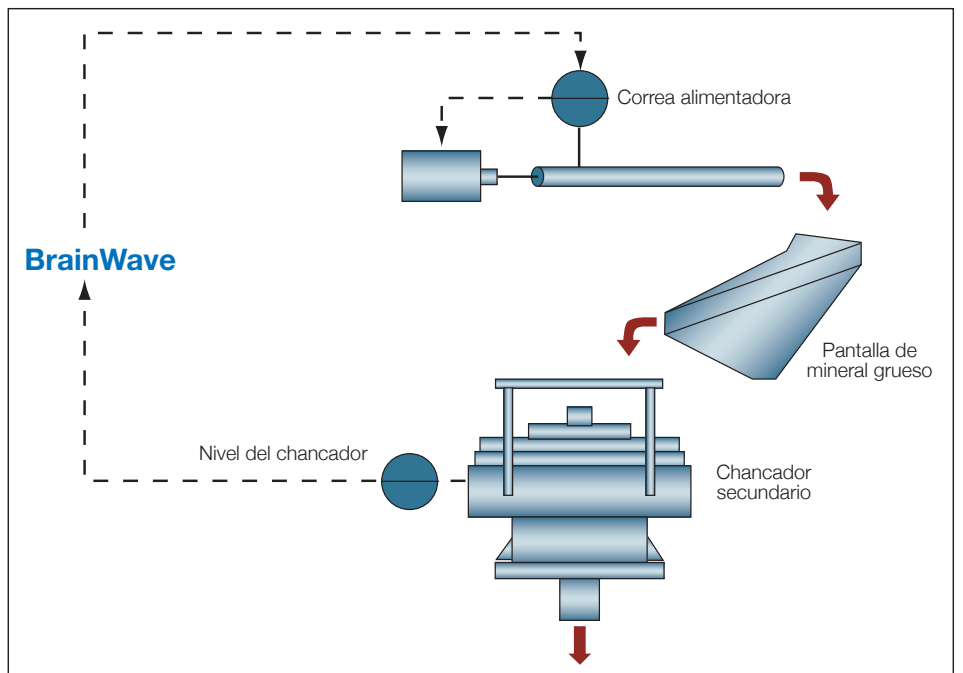 Correa alimentadora
BrainWave
Pantalla de
mineral grueso
Nivel del chancador
Chancador
secundario